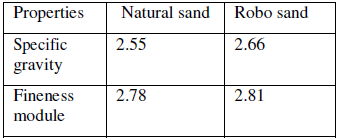 Properties Natural sand Robo sand
Specific gravity 2.55 2.66
Fineness module 2.78 2.81